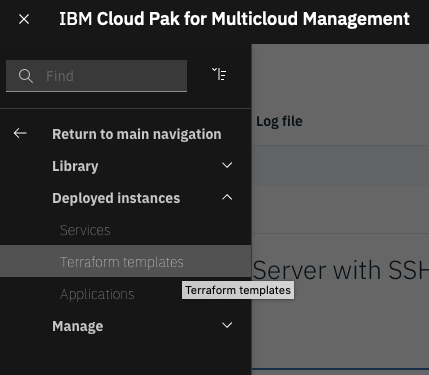 IBM Cloud Pak for Multicloud Management
Find
Return to main navigation
Log file
Library
Deployed instances
Services
Terraform templates
Server with SSH
Terraform templates
Applications
Manage